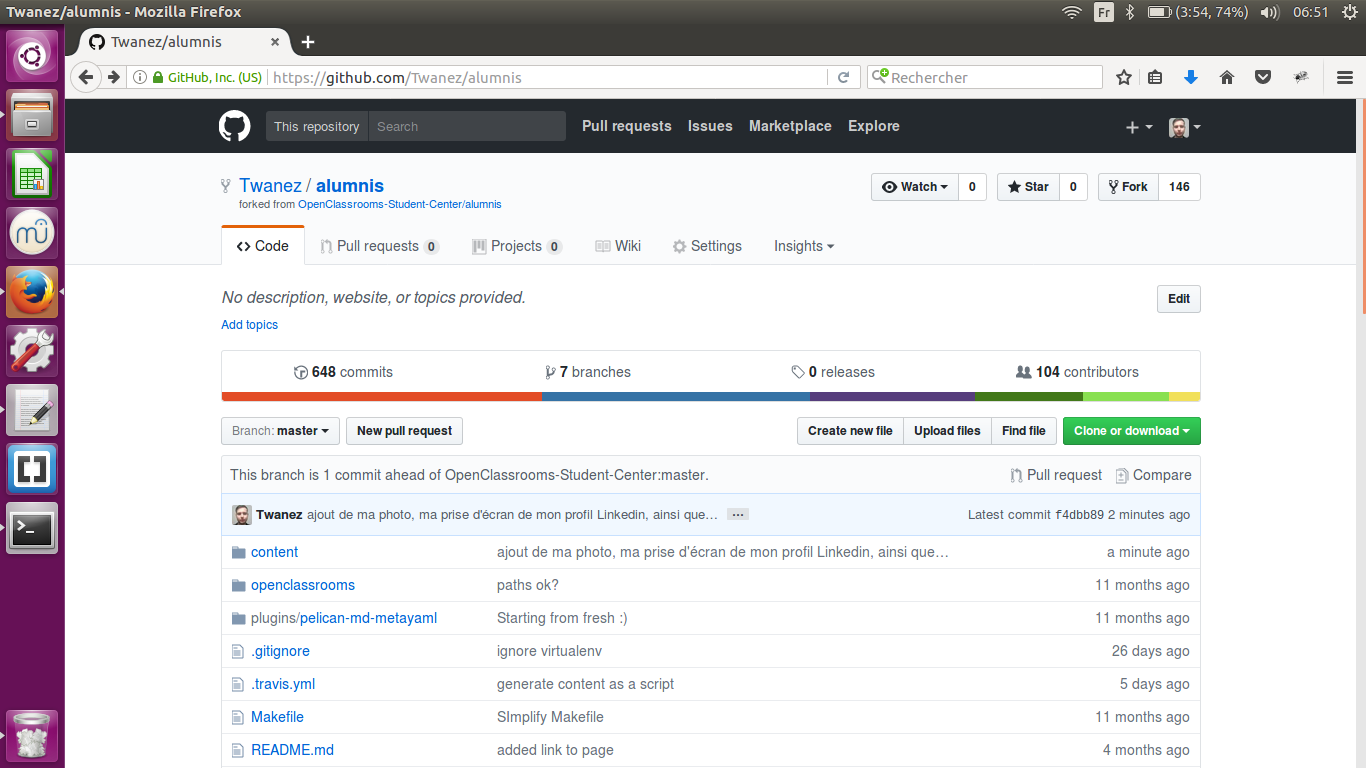 Twanez/alumnis - Mozilla Firefox
Fr (3:54, 74%) 06:51
Twanez/alumnis
GitHub, Inc. (US) https://github.com/Twanez/alumnis Rechercher
This repository Search Pull requests Issues Marketplace Explore
Twanez / alumnis Watch 0 Star 0 Fork 146
forked from OpenClassrooms-Student-Center/alumnis
Code Pull requests 0 Projects 0 Wiki Settings Insights
No description, website, or topics provided. Edit
Add topics
648 commits 7 branches 0 releases 104 contributors
Branch: master New pull request Create new file Upload files Find file Clone or download
This branch is 1 commit ahead of OpenClassrooms-Student-Center:master. Pull request Compare
Twanez ajout de ma photo, ma prise d'écran de mon profil Linkedin, ainsi que… … Latest commit f4dbb89 2 minutes ago
content ajout de ma photo, ma prise d'écran de mon profil Linkedin, ainsi que… a minute ago
openclassrooms paths ok? 11 months ago
plugins/pelican-md-metayaml Starting from fresh :) 11 months ago
.gitignore ignore virtualenv 26 days ago
.travis.yml generate content as a script 5 days ago
Makefile SImplify Makefile 11 months ago
README.md added link to page 4 months ago